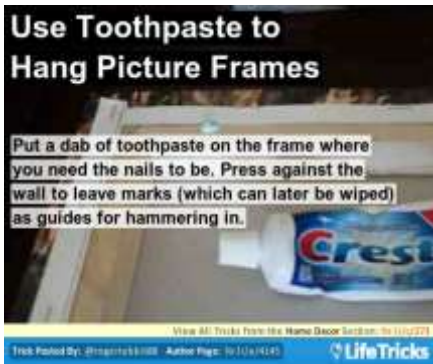 Use Toothpaste to
Hang Picture Frames
Put a dab of toothpaste on the frame where
you need the nails to be. Press against the
wall to leave marks (which can later be wiped)
as guides for hammering in.
Crest
View All Tricks from the Home Decor Section:
Trick Posted By: Author Page:
LifeTricks